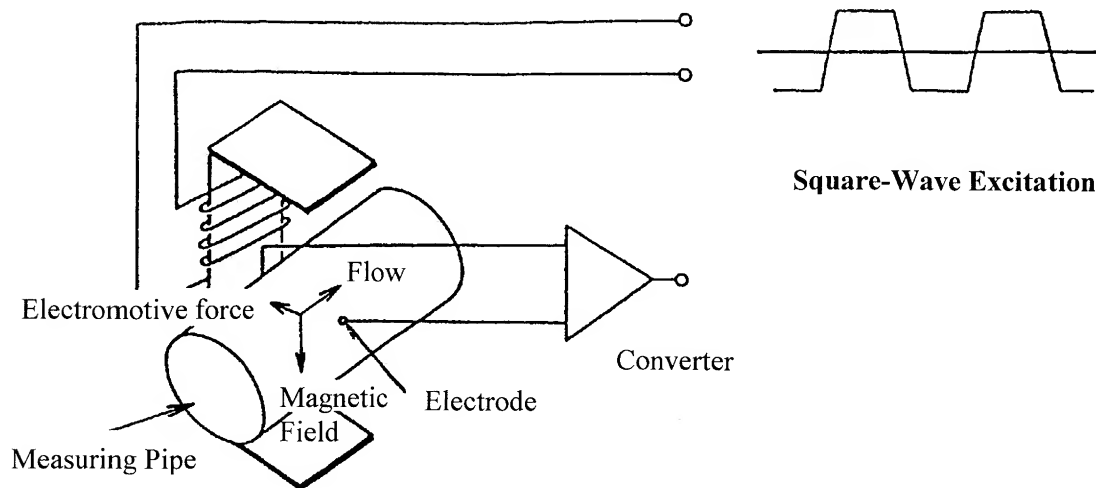 Square-Wave Excitation
Flow
Electromotive force
Converter
Magnetic
Field
Electrode
Measuring Pipe